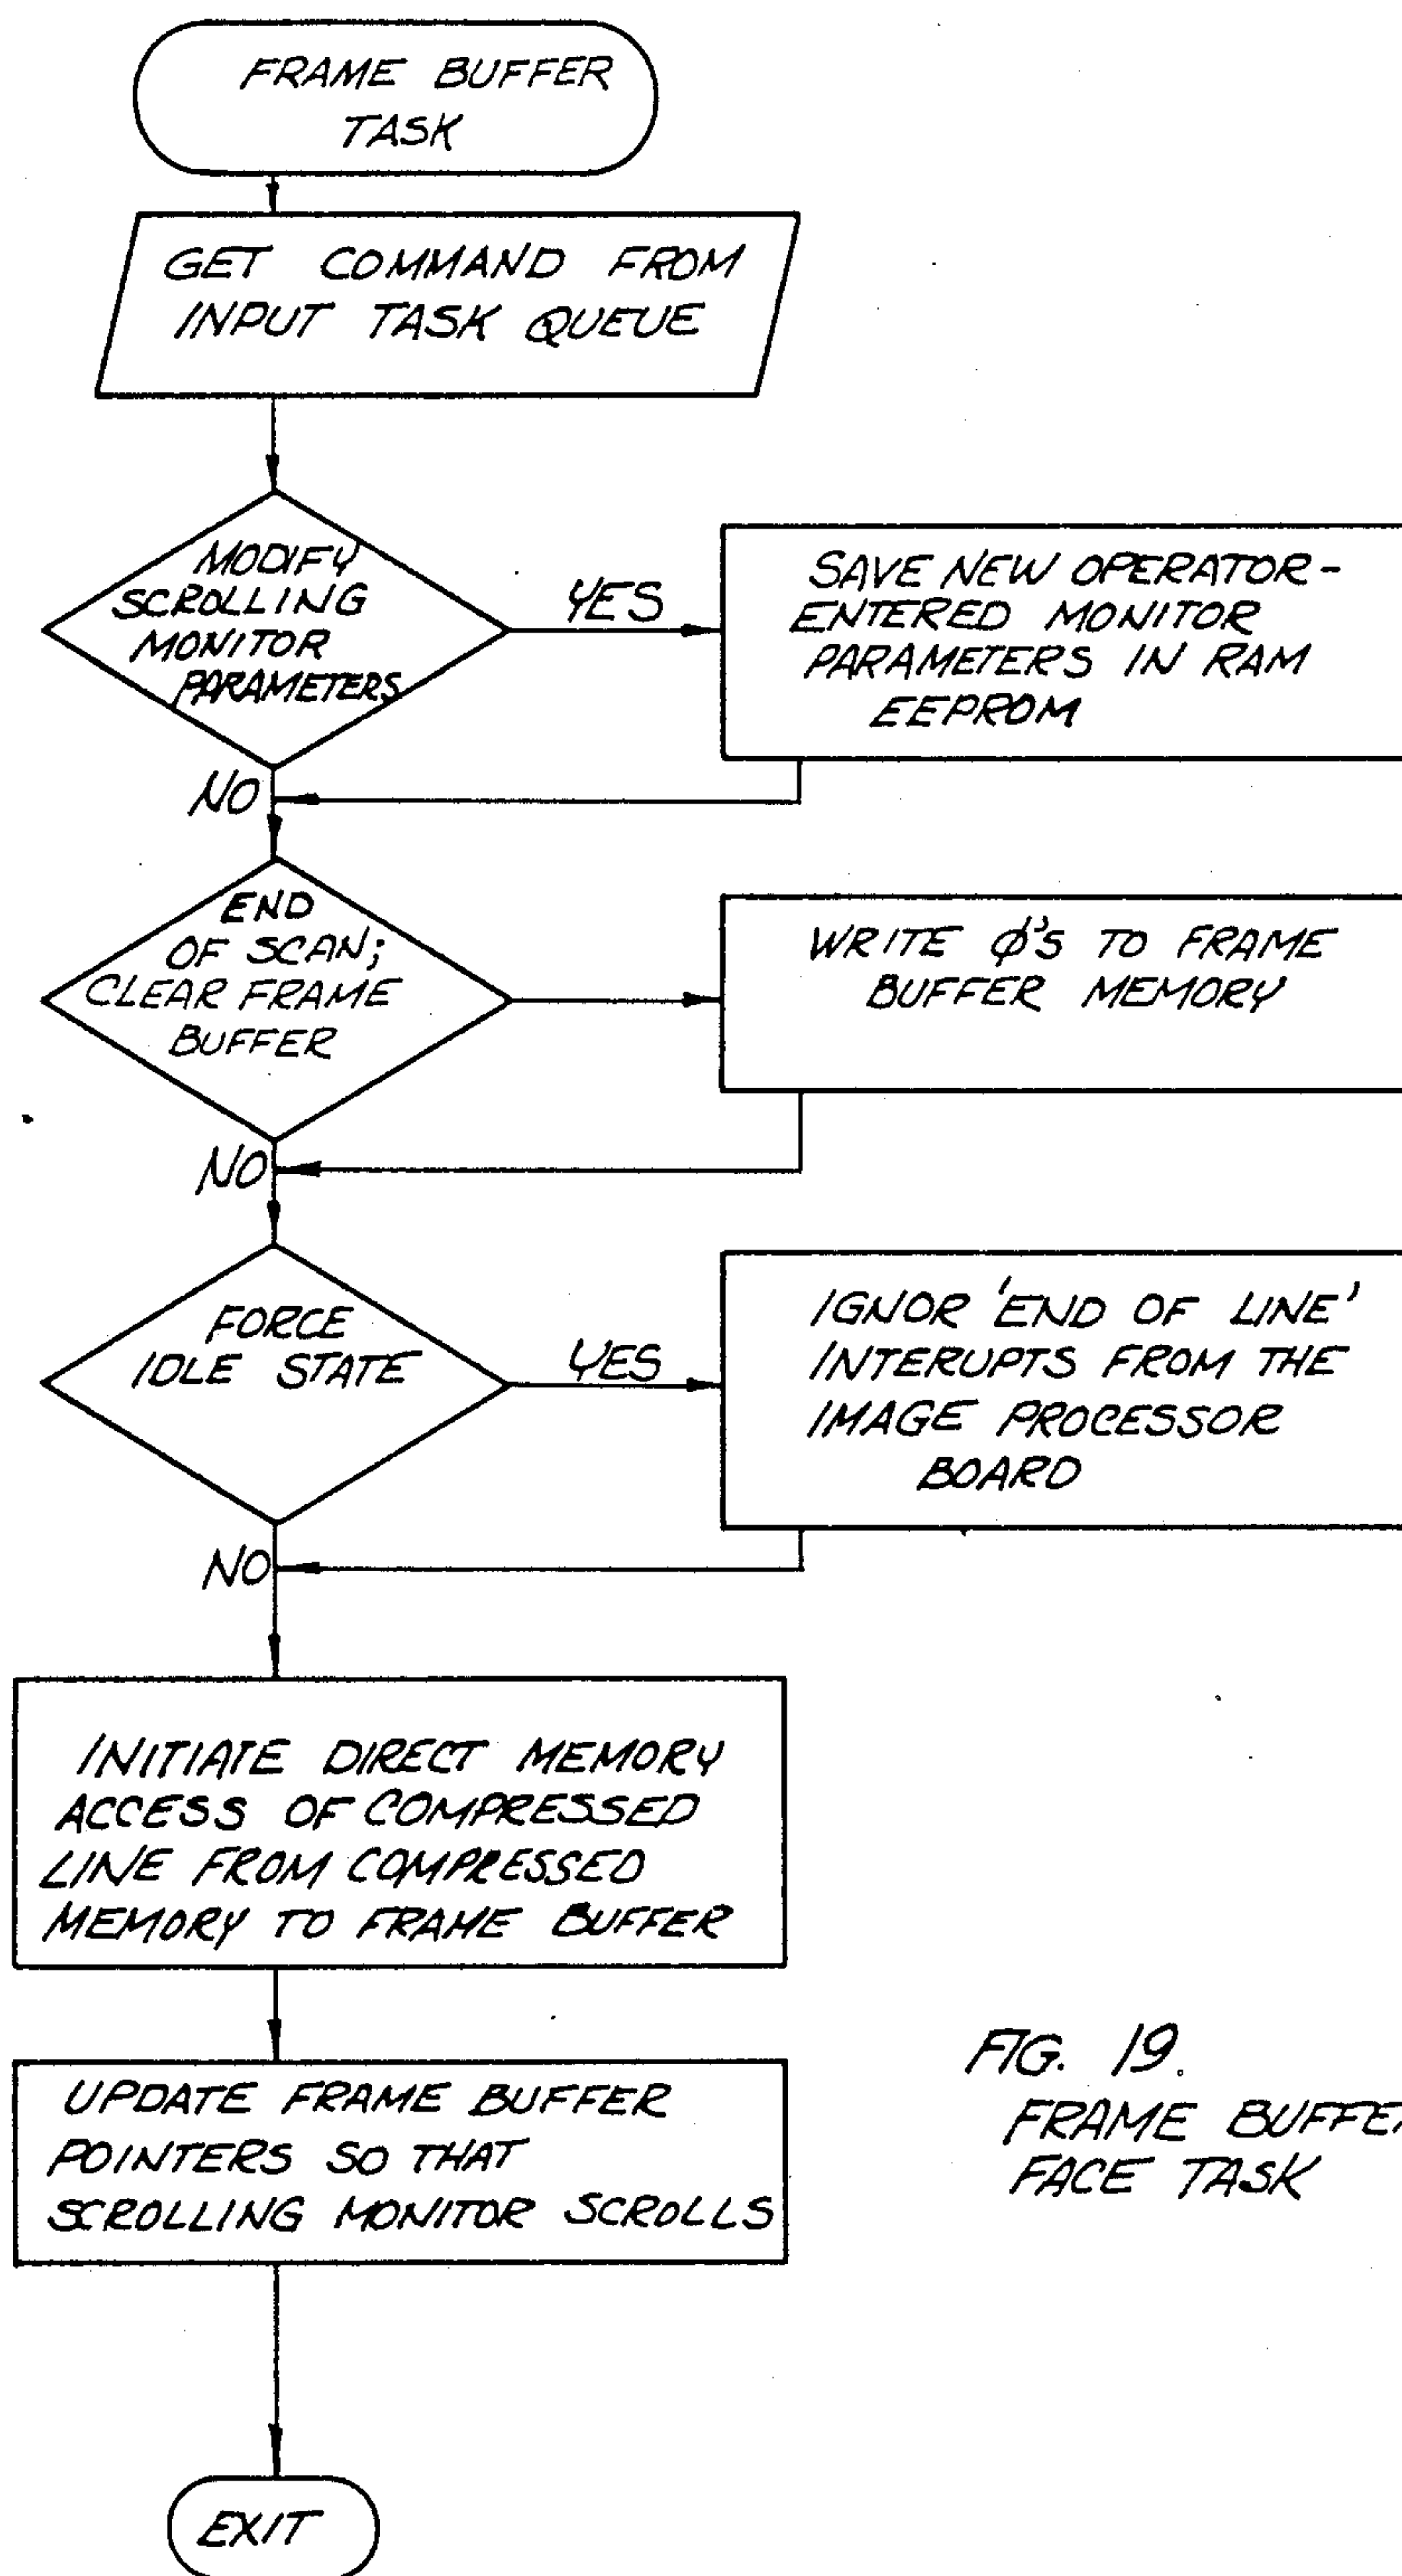 FRAME BUFFER
TASK
GET COMMAND FROM
INPUT TASK QUEUE
MODIFY
SCROLLING
MONITOR
PARAMETERS
YES
SAVE NEW OPERATOR-
ENTERED MONITOR
PARAMETERS IN RAM
EEPROM
NO
END
OF SCAN;
CLEAR FRAME
BUFFER
WRITE φ'S TO FRAME
BUFFER MEMORY
NO
FORCE
IDLE STATE
YES
IGNOR 'END OF LINE'
INTERUPTS FROM THE
IMAGE PROCESSOR
BOARD
NO
INITIATE DIRECT MEMORY
ACCESS OF COMPRESSED
LINE FROM COMPRESSED
MEMORY TO FRAME BUFFER
UPDATE FRAME BUFFER
POINTERS SO THAT
SCROLLING MONITOR SCROLLS
EXIT
FIG. 19.
FRAME BUFFE
FACE TASK